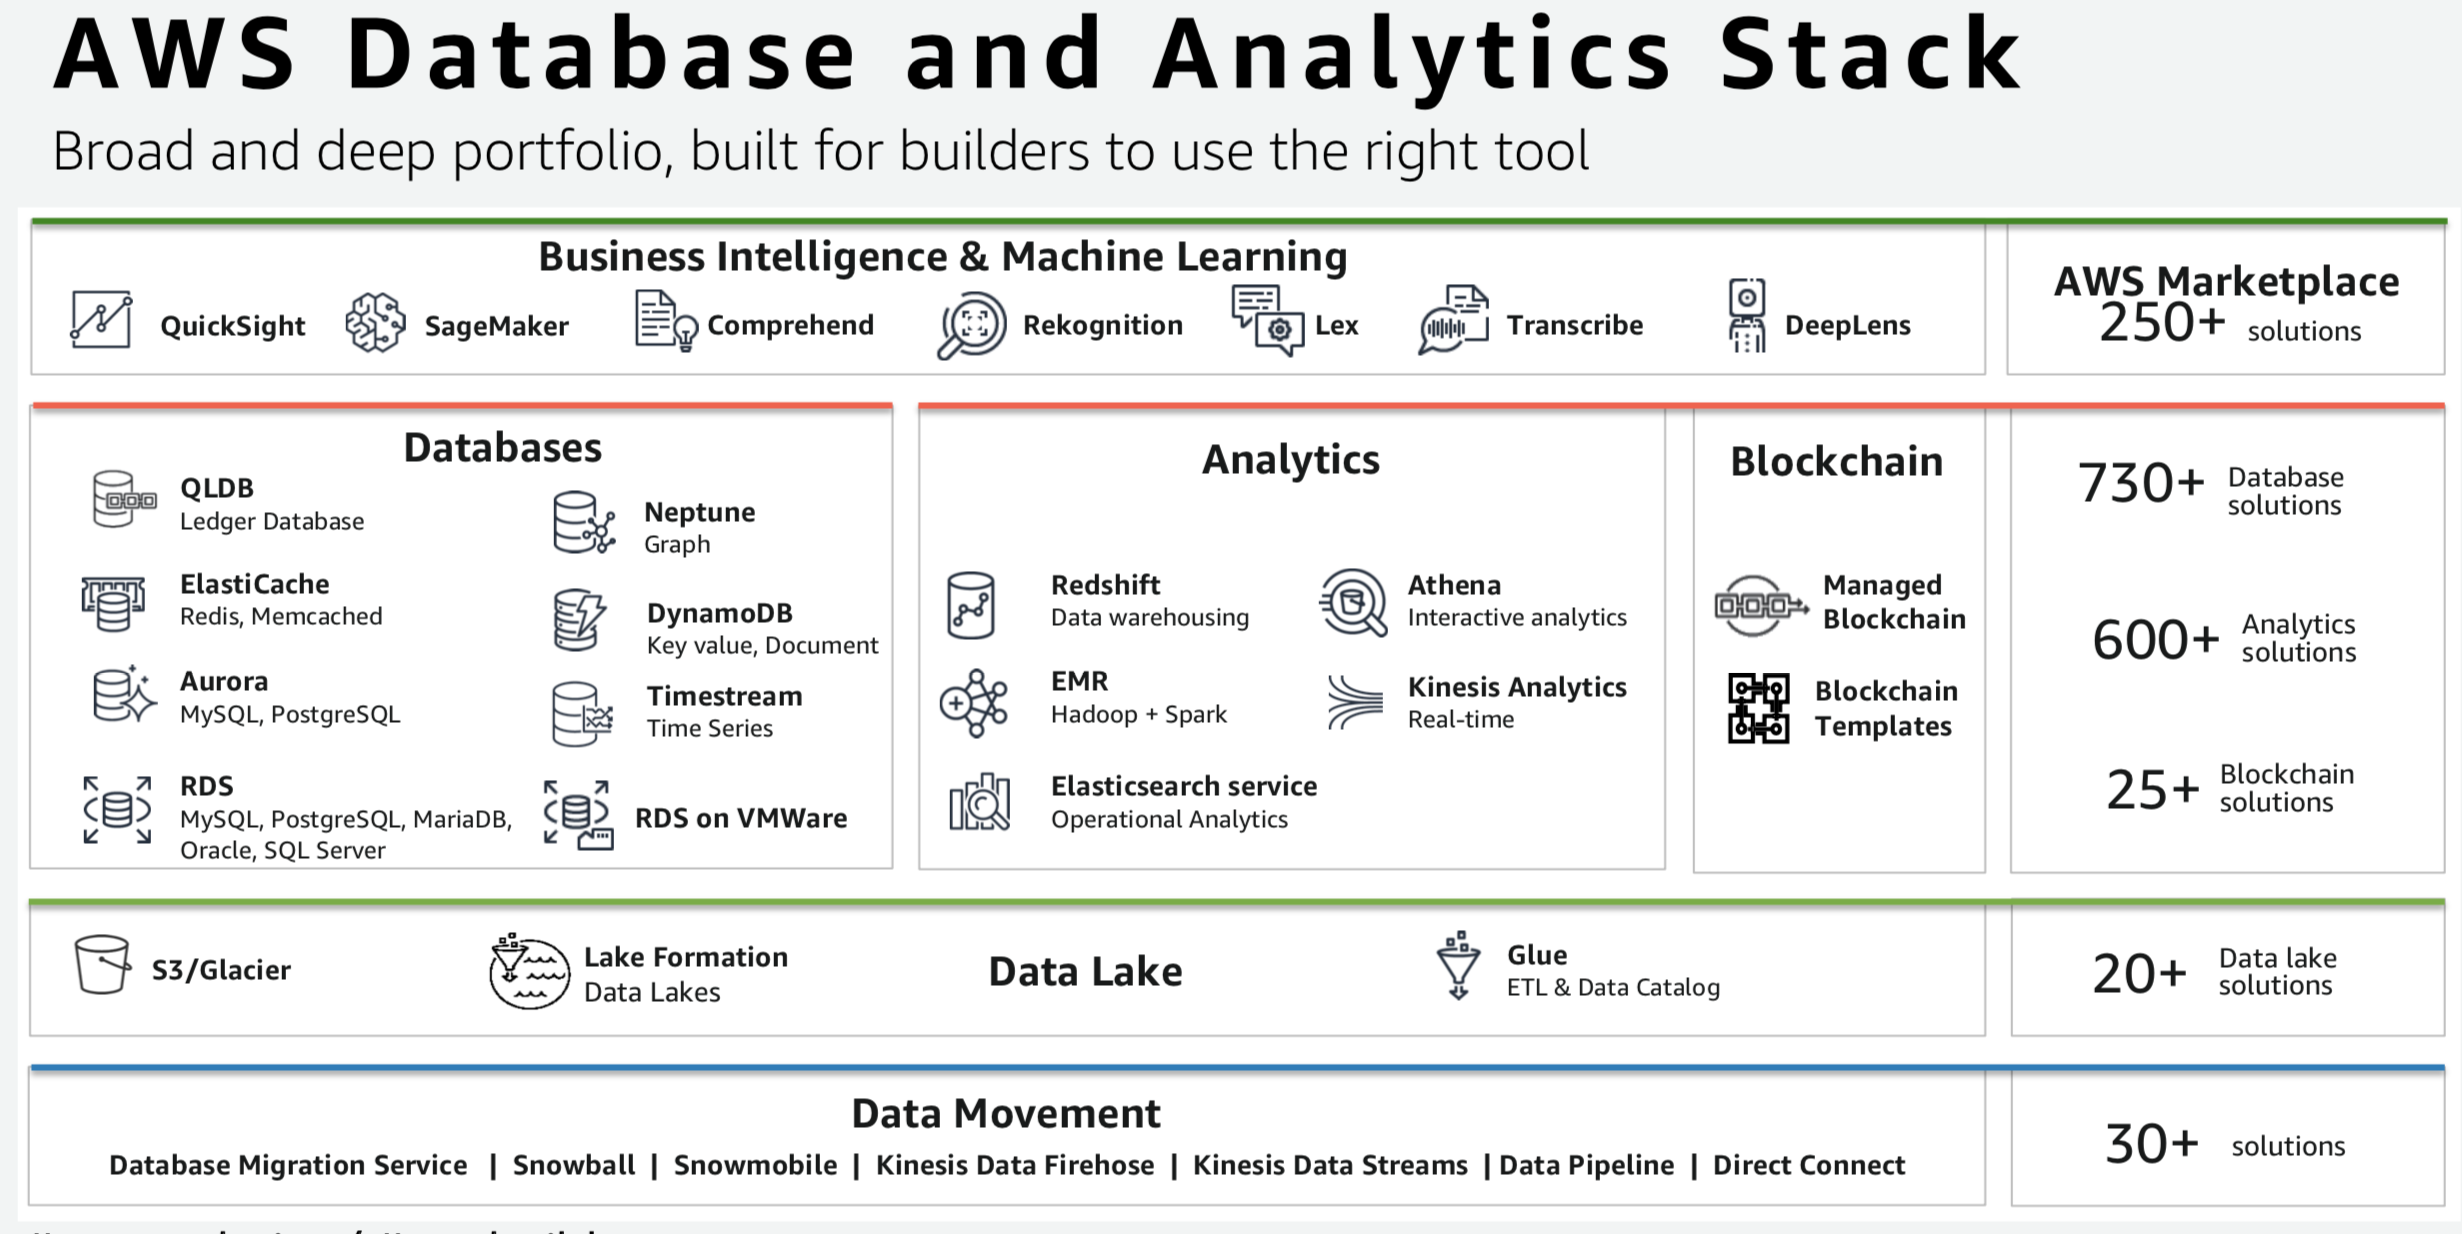 AWS Database and Analytics Stack
Broad and deep portfolio, built for builders to use the right tool
Business Intelligence & Machine Learning
QuickSight
SageMaker
Comprehend
Rekognition
Lex
Transcribe
DeepLens
AWS Marketplace
250+ solutions
Databases
QLDB
Ledger Database
Neptune
Graph
ElastiCache
Redis, Memcached
DynamoDB
Key value, Document
Aurora
MySQL, PostgreSQL
Timestream
Time Series
RDS
MySQL, PostgreSQL, MariaDB,
Oracle, SQL Server
RDS on VMWare
Analytics
Redshift
Data warehousing
Athena
Interactive analytics
EMR
Hadoop + Spark
Kinesis Analytics
Real-time
Elasticsearch service
Operational Analytics
Blockchain
Managed
Blockchain
Blockchain
Templates
730+ Database
solutions
600+ Analytics
solutions
25+ Blockchain
solutions
S3/Glacier
Lake Formation
Data Lakes
Data Lake
Glue
ETL & Data Catalog
20+ Data lake
solutions
Data Movement
Database Migration Service | Snowball | Snowmobile | Kinesis Data Firehose | Kinesis Data Streams | Data Pipeline | Direct Connect
30+ solutions